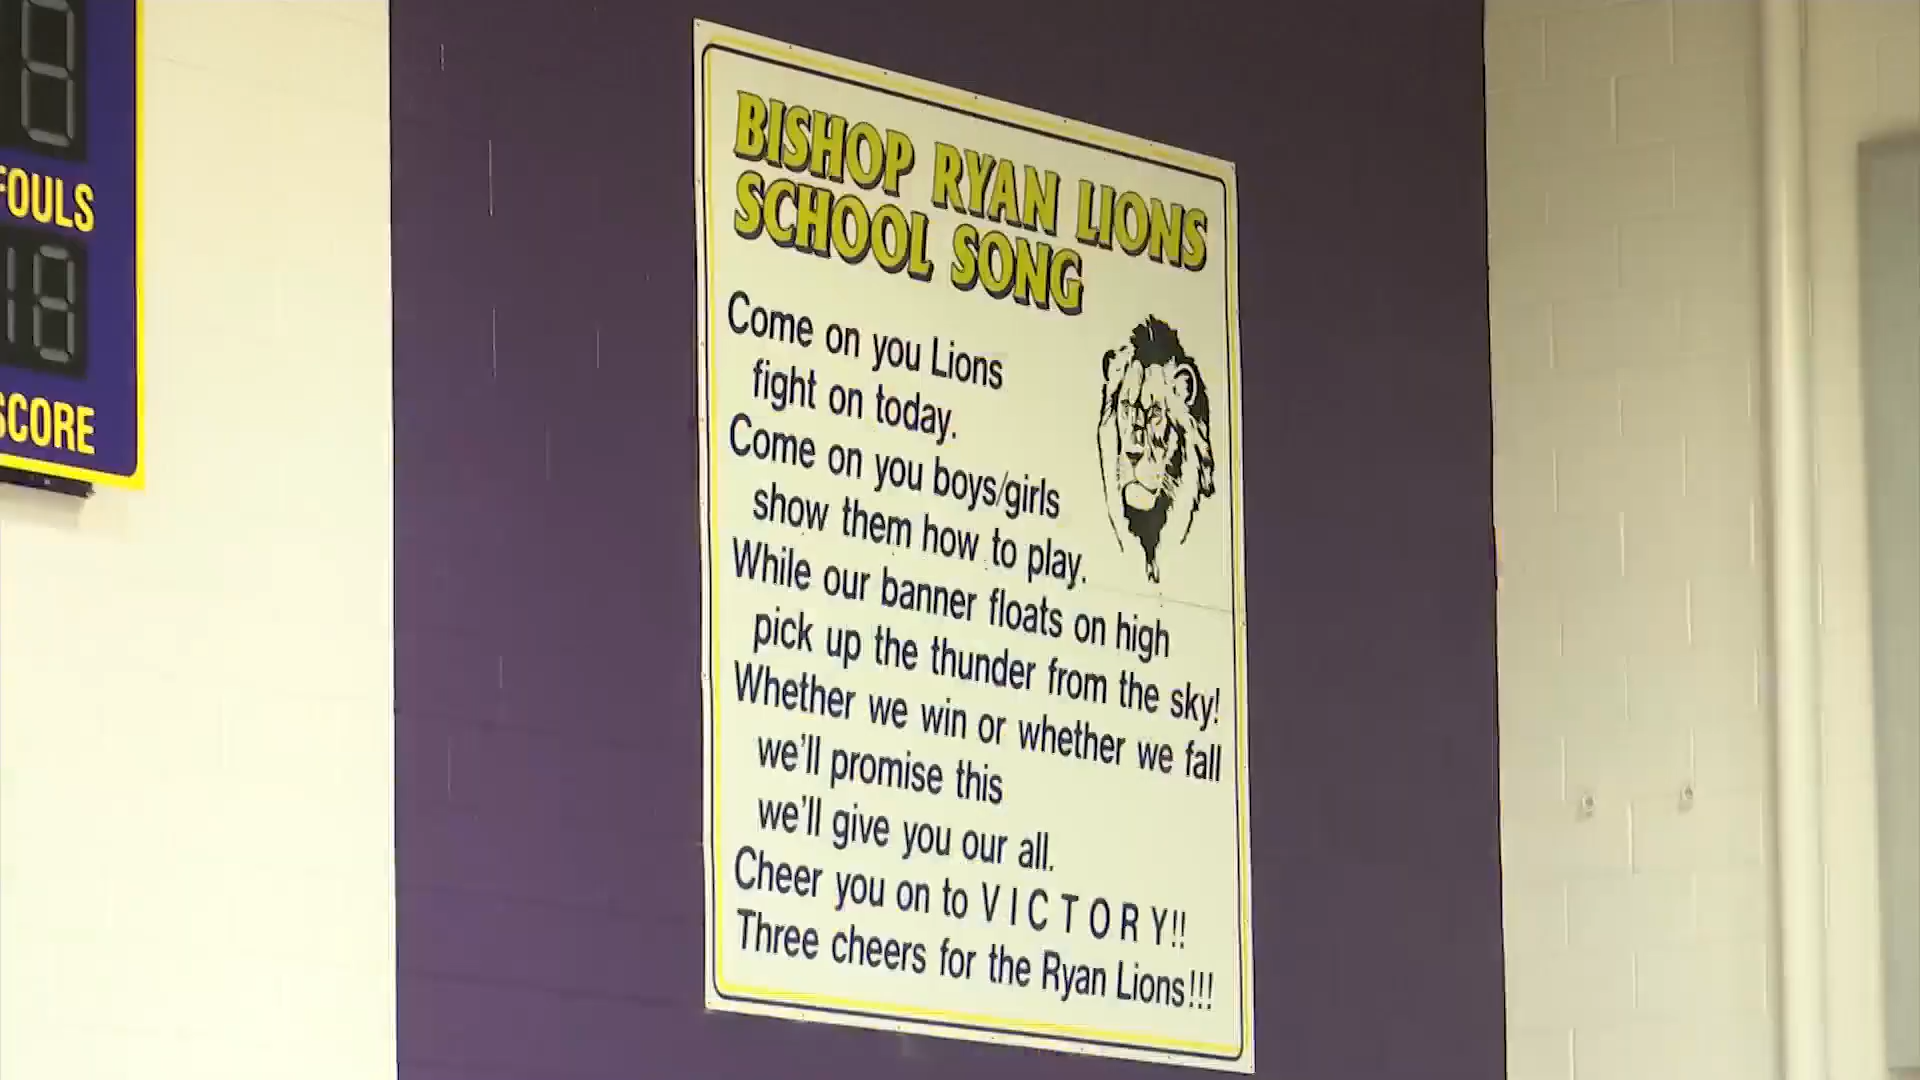 FOULS
SCORE
BISHOP RYAN LIONS
SCHOOL SONG
Come on you Lions
fight on today.
Come on you boys/girls
show them how to play.
While our banner floats on high
pick up the thunder from the sky!
Whether we win or whether we fall
we'll promise this
we'll give you our all.
Cheer you on to V I C T O R Y!!
Three cheers for the Ryan Lions!!!